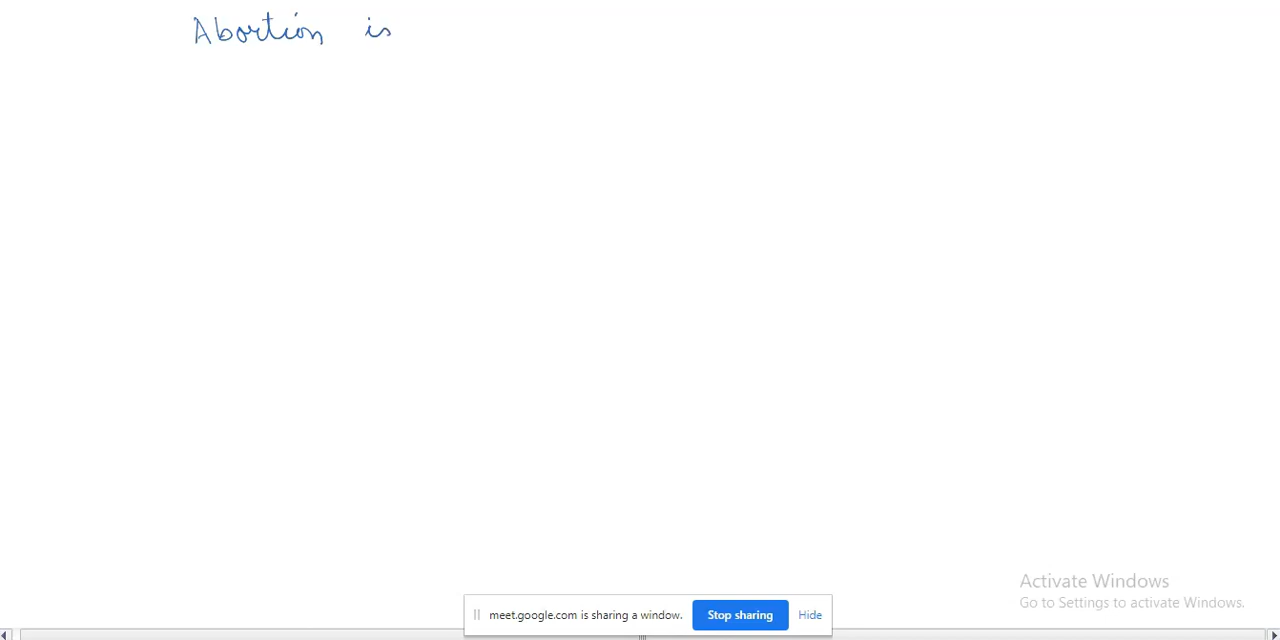 Abortion is
Activate Windows
Go to Settings to activate Windows.
meet.google.com is sharing a window. Stop sharing Hide